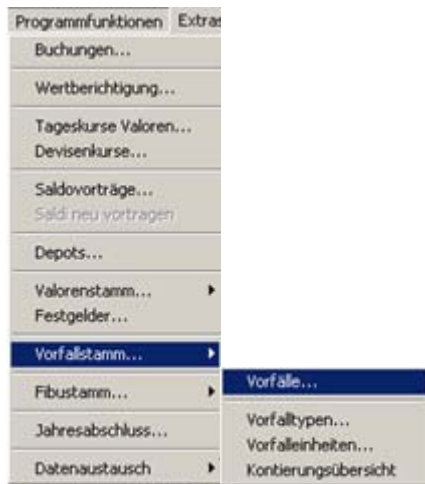 Programmfunktionen Extras
Buchungen...
Wertberichtigung...
Tageskurse Valoren...
Devisenkurse...
Saldovorträge...
Saldi neu vortragen
Depots...
Valorenstamm...
Festgelder...
Vorfallstamm...
Fibustamm...
Jahresabschluss...
Datenaustausch
Vorfälle...
Vorfalltypen...
Vorfalleinheiten...
Kontierungsübersicht